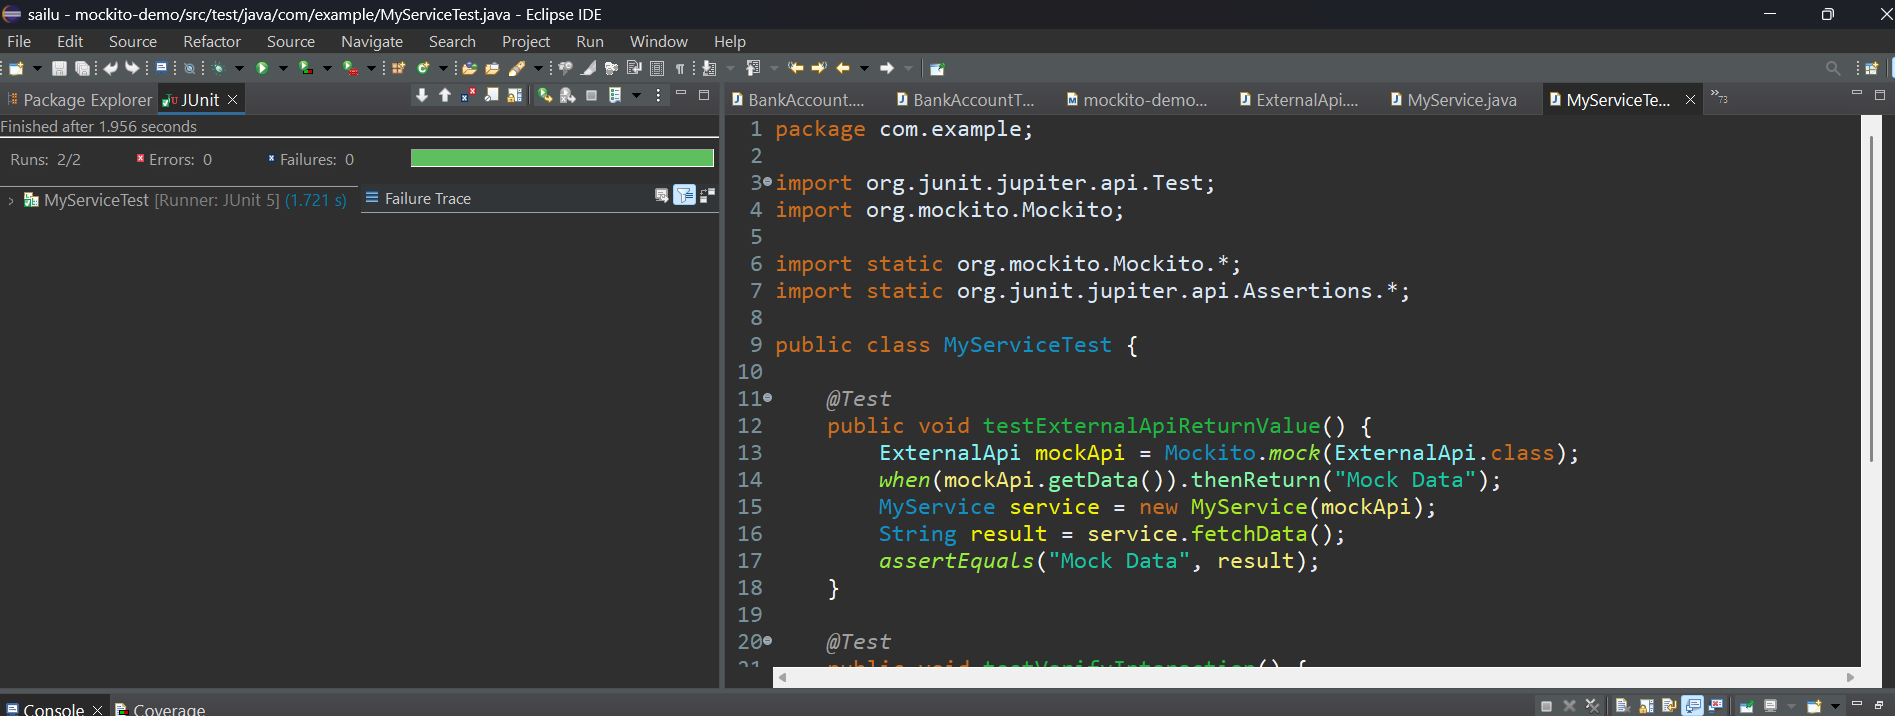 sailu - mockito-demo/src/test/java/com/example/MyServiceTest.java - Eclipse IDE
File Edit Source Refactor Source Navigate Search Project Run Window Help
Package Explorer JUnit
Finished after 1.956 seconds
Runs: 2/2 Errors: 0 Failures: 0
MyServiceTest [Runner: JUnit 5] (1.721 s)
Failure Trace
BankAccount.... BankAccountT... mockito-demo... ExternalApi.... MyService.java MyServiceTe... »73
1 package com.example;
2
3 import org.junit.jupiter.api.Test;
4 import org.mockito.Mockito;
5
6 import static org.mockito.Mockito.*;
7 import static org.junit.jupiter.api.Assertions.*;
8
9 public class MyServiceTest {
10
11 @Test
12 public void testExternalApiReturnValue() {
13 ExternalApi mockApi = Mockito.mock(ExternalApi.class);
14 when(mockApi.getData()).thenReturn("Mock Data");
15 MyService service = new MyService(mockApi);
16 String result = service.fetchData();
17 assertEquals("Mock Data", result);
18 }
19
20 @Test
21 public void testVerifyInteraction() {
Console Coverage